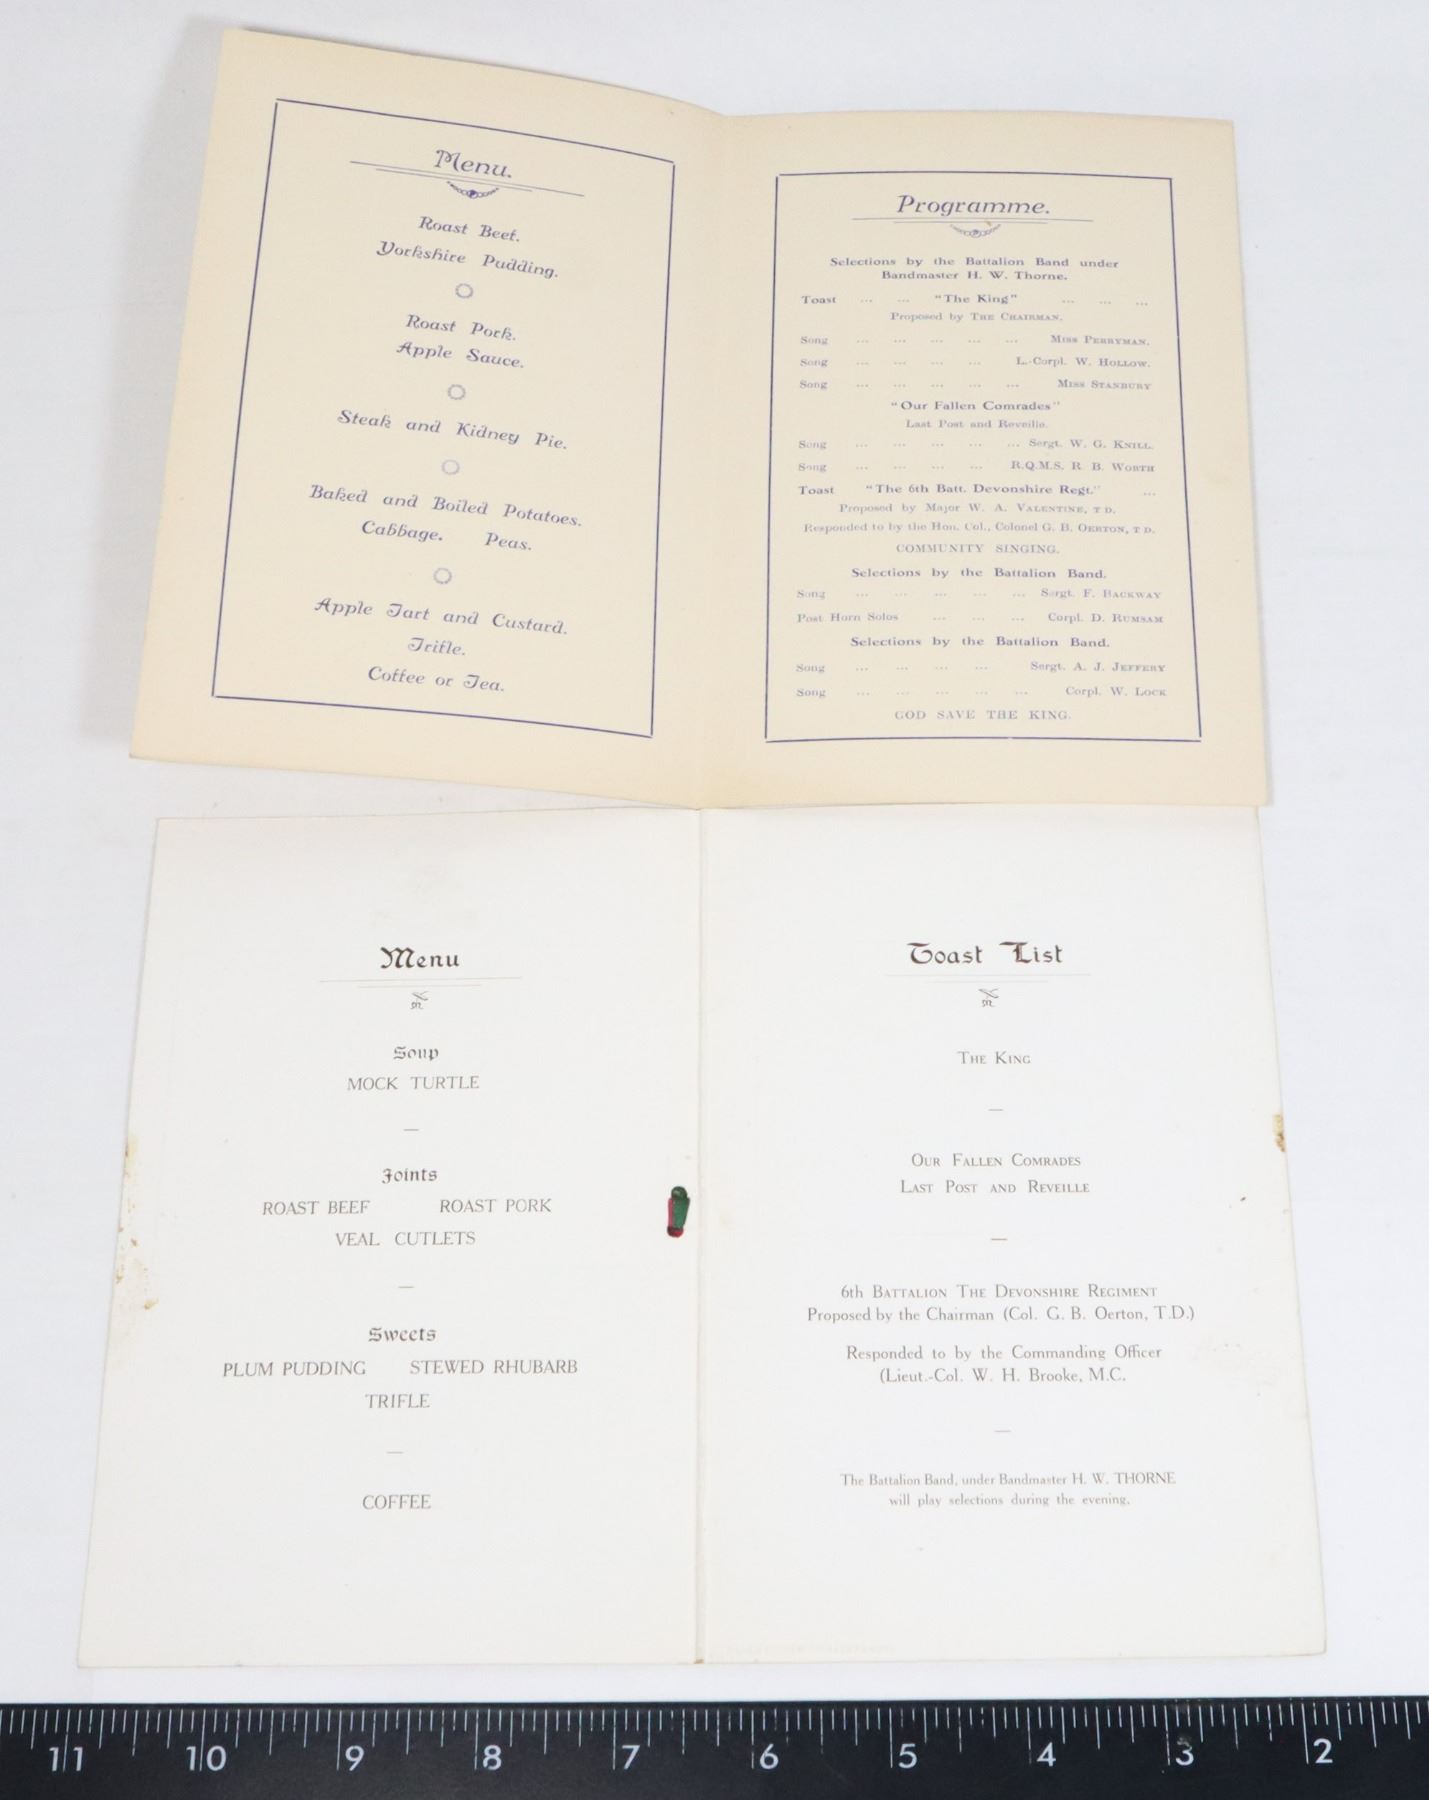 Menu.
Roast Beef.
Yorkshire Pudding.
Roast Pork.
Apple Sauce.
Steak and Kidney Pie.
Baked and Boiled Potatoes.
Cabbage. Peas.
Apple Tart and Custard.
Trifle.
Coffee or Tea.
Programme.
Selections by the Battalion Band under
Bandmaster H. W. Thorne.
Toast ... ... "The King" ... ... ...
Proposed by THE CHAIRMAN.
Song ... ... ... ... ... MISS PERRYMAN.
Song ... ... ... ... L.-Corpl. W. HOLLOW.
Song ... ... ... ... ... MISS STANBURY
"Our Fallen Comrades"
Last Post and Reveille.
Song ... ... ... ... ... Sergt. W. G. KNILL.
Song ... ... ... ... R.Q.M.S. R. B. WORTH
Toast "The 6th Batt. Devonshire Regt." ...
Proposed by Major W. A. VALENTINE, T D.
Responded to by the Hon. Col., Colonel G. B. OERTON, T D.
COMMUNITY SINGING.
Selections by the Battalion Band.
Song ... ... ... ... ... Sergt. F. BACKWAY
Post Horn Solos ... ... ... Corpl. D. RUMSAM
Selections by the Battalion Band.
Song ... ... ... ... Sergt. A. J. JEFFERY
Song ... ... ... ... ... Corpl. W. LOCK
GOD SAVE THE KING.
Menu
Soup
MOCK TURTLE
Joints
ROAST BEEF ROAST PORK
VEAL CUTLETS
Sweets
PLUM PUDDING STEWED RHUBARB
TRIFLE
COFFEE
Toast List
THE KING
OUR FALLEN COMRADES
LAST POST AND REVEILLE
6th BATTALION THE DEVONSHIRE REGIMENT
Proposed by the Chairman (Col. G. B. Oerton, T.D.)
Responded to by the Commanding Officer
(Lieut.-Col. W. H. Brooke, M.C.
The Battalion Band, under Bandmaster H. W. THORNE
will play selections during the evening.
11 10 9 8 7 6 5 4 3 2